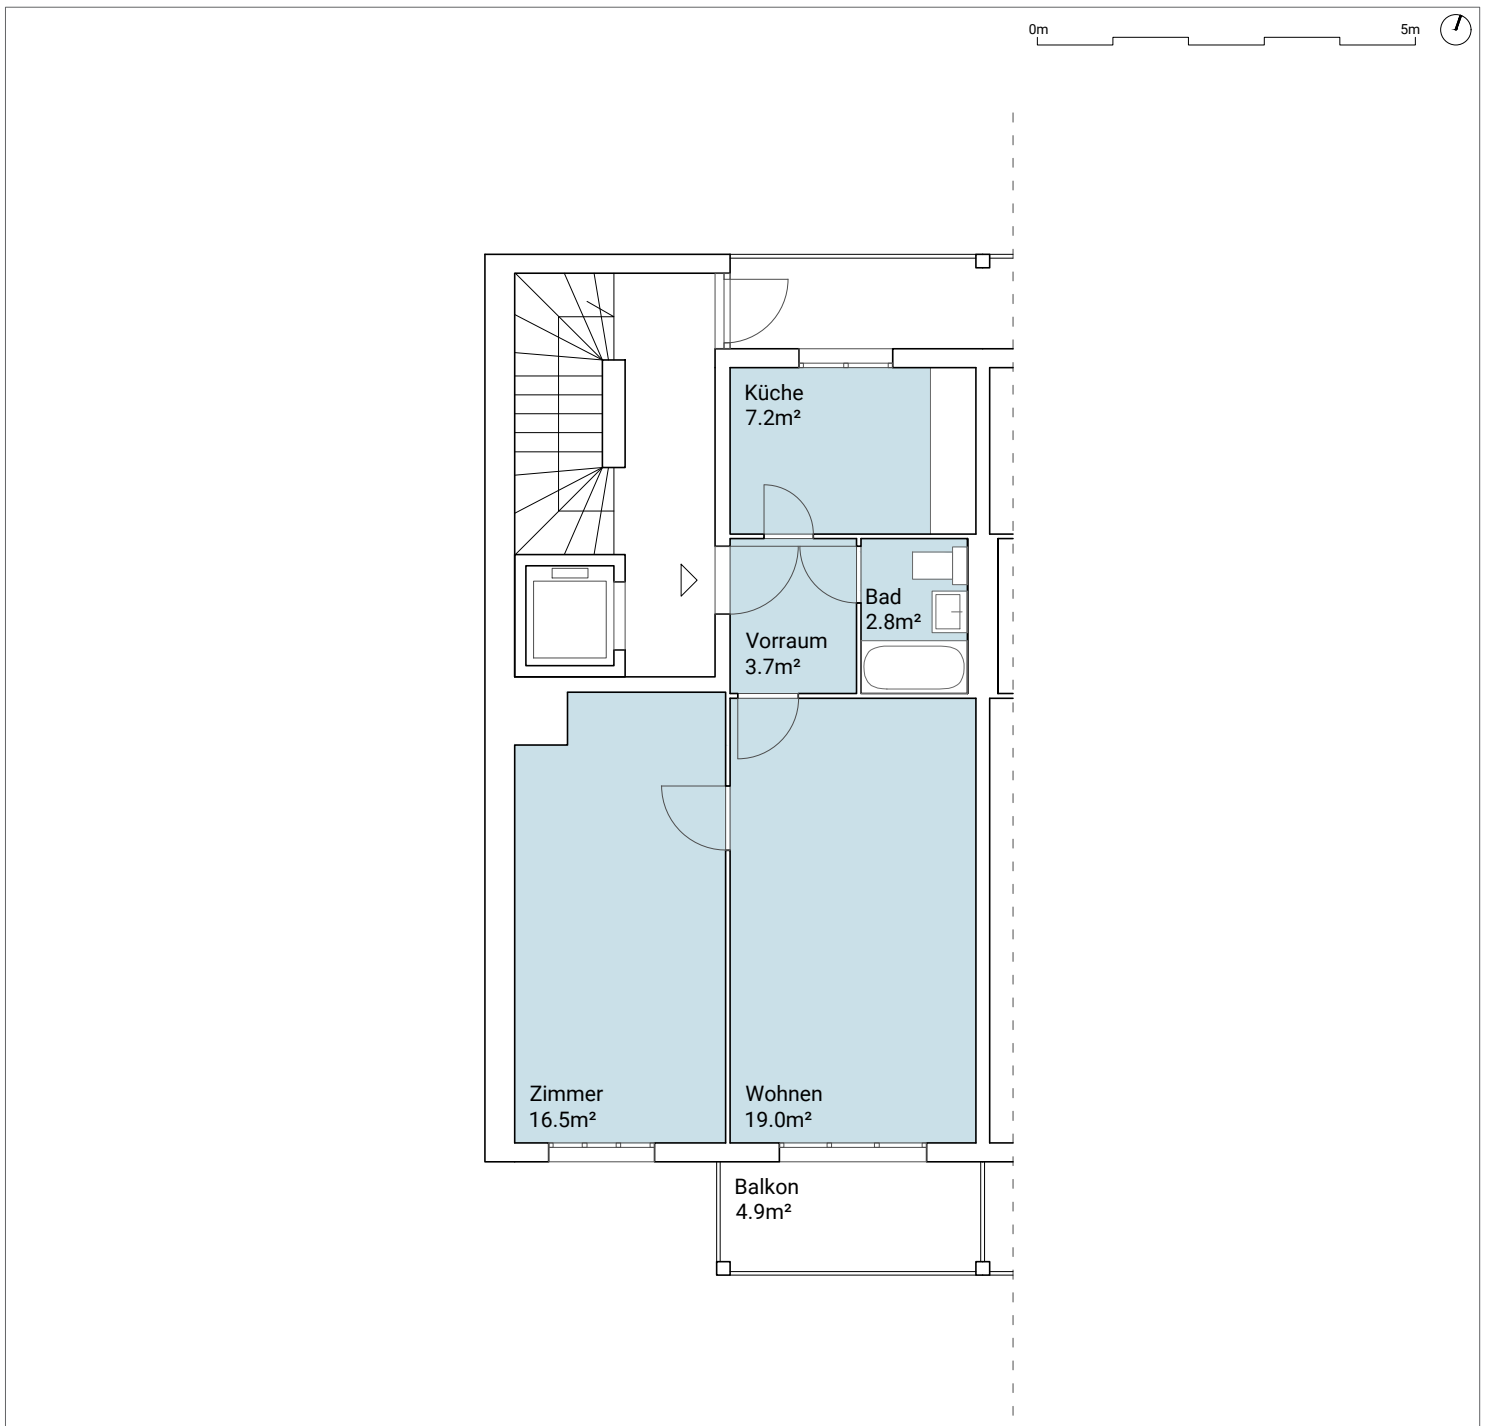 0m 5m
Küche
7.2m²
Bad
2.8m²
Vorraum
3.7m²
Zimmer
16.5m²
Wohnen
19.0m²
Balkon
4.9m²